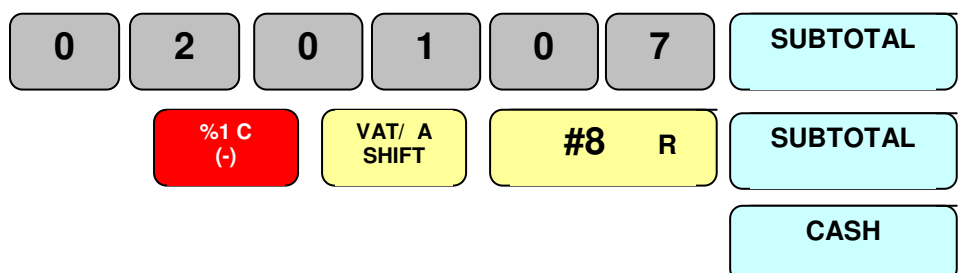 0 2 0 1 0 7 SUBTOTAL
%1 C
(-)
VAT/ A
SHIFT
#8 R
SUBTOTAL
CASH